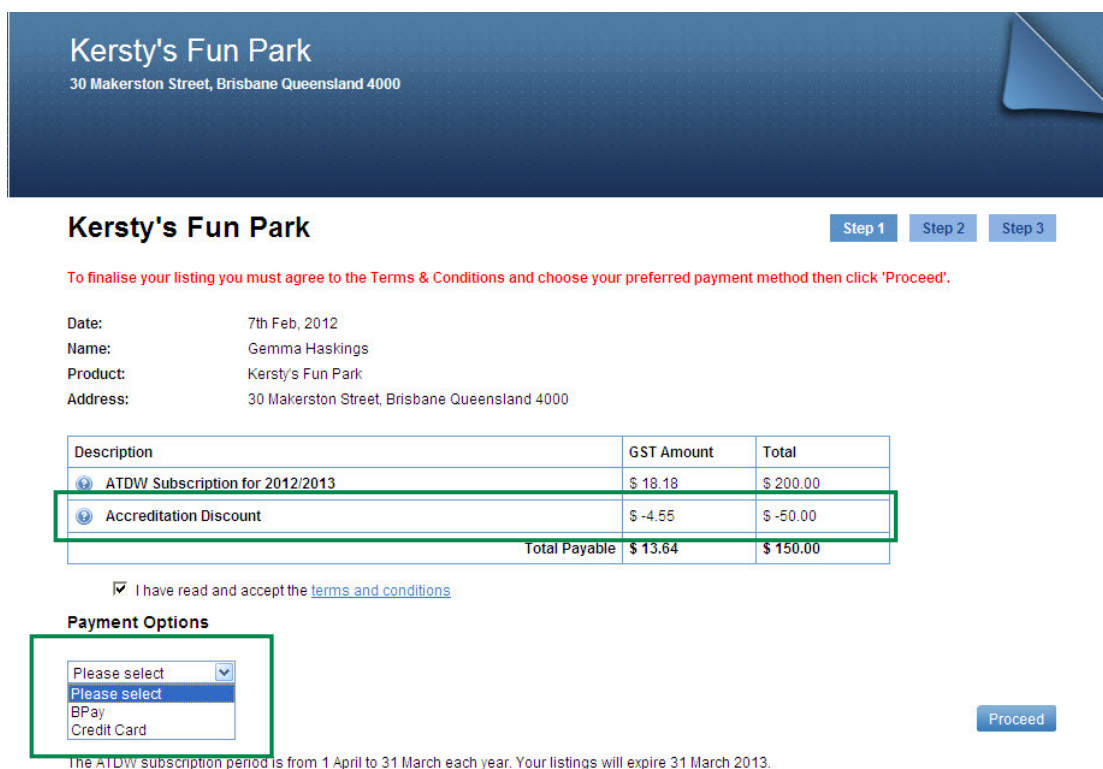 Kersty's Fun Park
30 Makerston Street, Brisbane Queensland 4000
Kersty's Fun Park
Step 1 Step 2 Step 3
To finalise your listing you must agree to the Terms & Conditions and choose your preferred payment method then click 'Proceed'.
Date: 7th Feb, 2012
Name: Gemma Haskings
Product: Kersty's Fun Park
Address: 30 Makerston Street, Brisbane Queensland 4000
Description GST Amount Total
ATDW Subscription for 2012/2013 $ 18.18 $ 200.00
Accreditation Discount $ -4.55 $ -50.00
Total Payable $ 13.64 $ 150.00
I have read and accept the terms and conditions
Payment Options
Please select
Please select
BPay
Credit Card
Proceed
The ATDW subscription period is from 1 April to 31 March each year. Your listings will expire 31 March 2013.